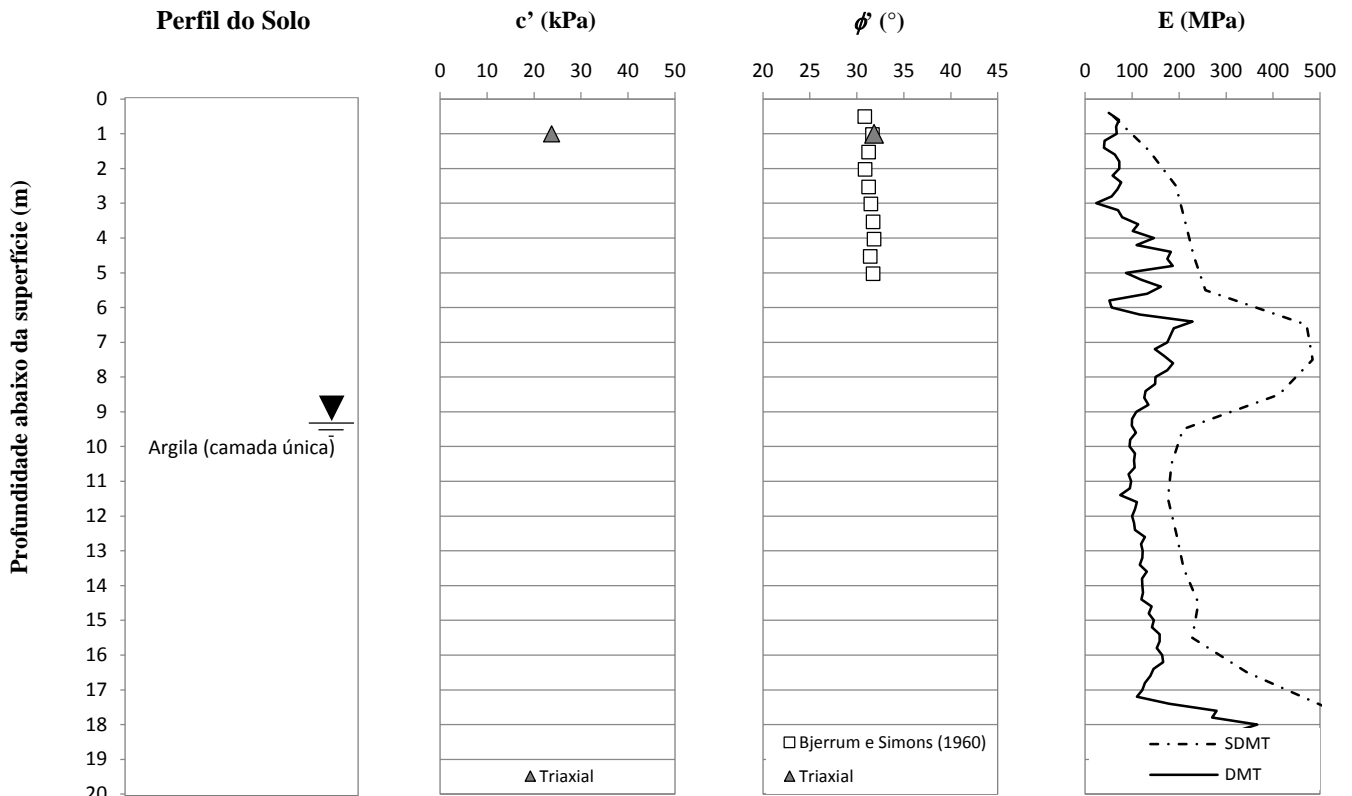 Perfil do Solo
c' (kPa)
ϕ' (°)
E (MPa)
0 10 20 30 40 50
20 25 30 35 40 45
0 100 200 300 400 500
Profundidade abaixo da superfície (m)
0
1
2
3
4
5
6
7
8
9
10
11
12
13
14
15
16
17
18
19
20
Argila (camada única)
Triaxial
Bjerrum e Simons (1960)
Triaxial
SDMT
DMT